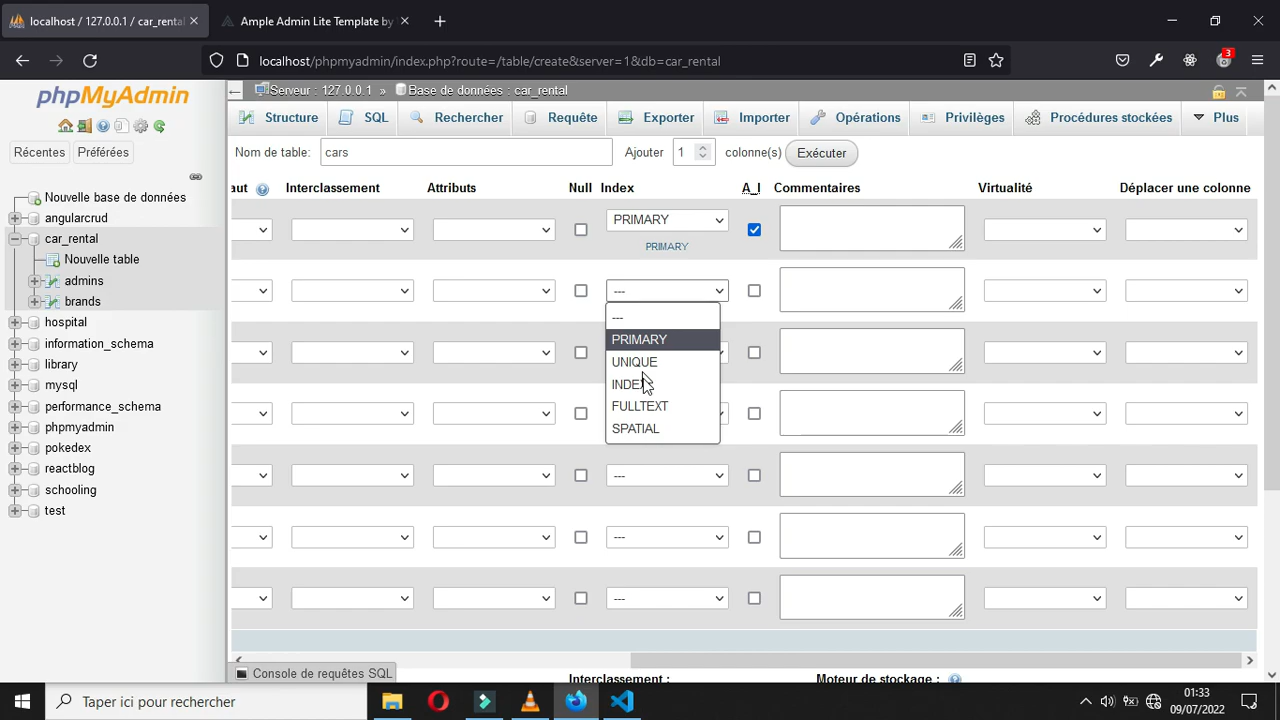 localhost / 127.0.0.1 / car_rental
Ample Admin Lite Template by
localhost/phpmyadmin/index.php?route=/table/create&server=1&db=car_rental
3
phpMyAdmin
Récentes
Préférées
Nouvelle base de données
angularcrud
car_rental
Nouvelle table
admins
brands
hospital
information_schema
library
mysql
performance_schema
phpmyadmin
pokedex
reactblog
schooling
test
Serveur : 127.0.0.1 » Base de données : car_rental
Structure
SQL
Rechercher
Requête
Exporter
Importer
Opérations
Privilèges
Procédures stockées
Plus
Nom de table: cars Ajouter 1 colonne(s) Exécuter
aut Interclassement Attributs Null Index A_I Commentaires Virtualité Déplacer une colonne
PRIMARY
PRIMARY
---
---
PRIMARY
UNIQUE
INDEX
FULLTEXT
SPATIAL
---
---
---
Console de requêtes SQL
Interclassement : Moteur de stockage :
Taper ici pour rechercher
01:33
09/07/2022